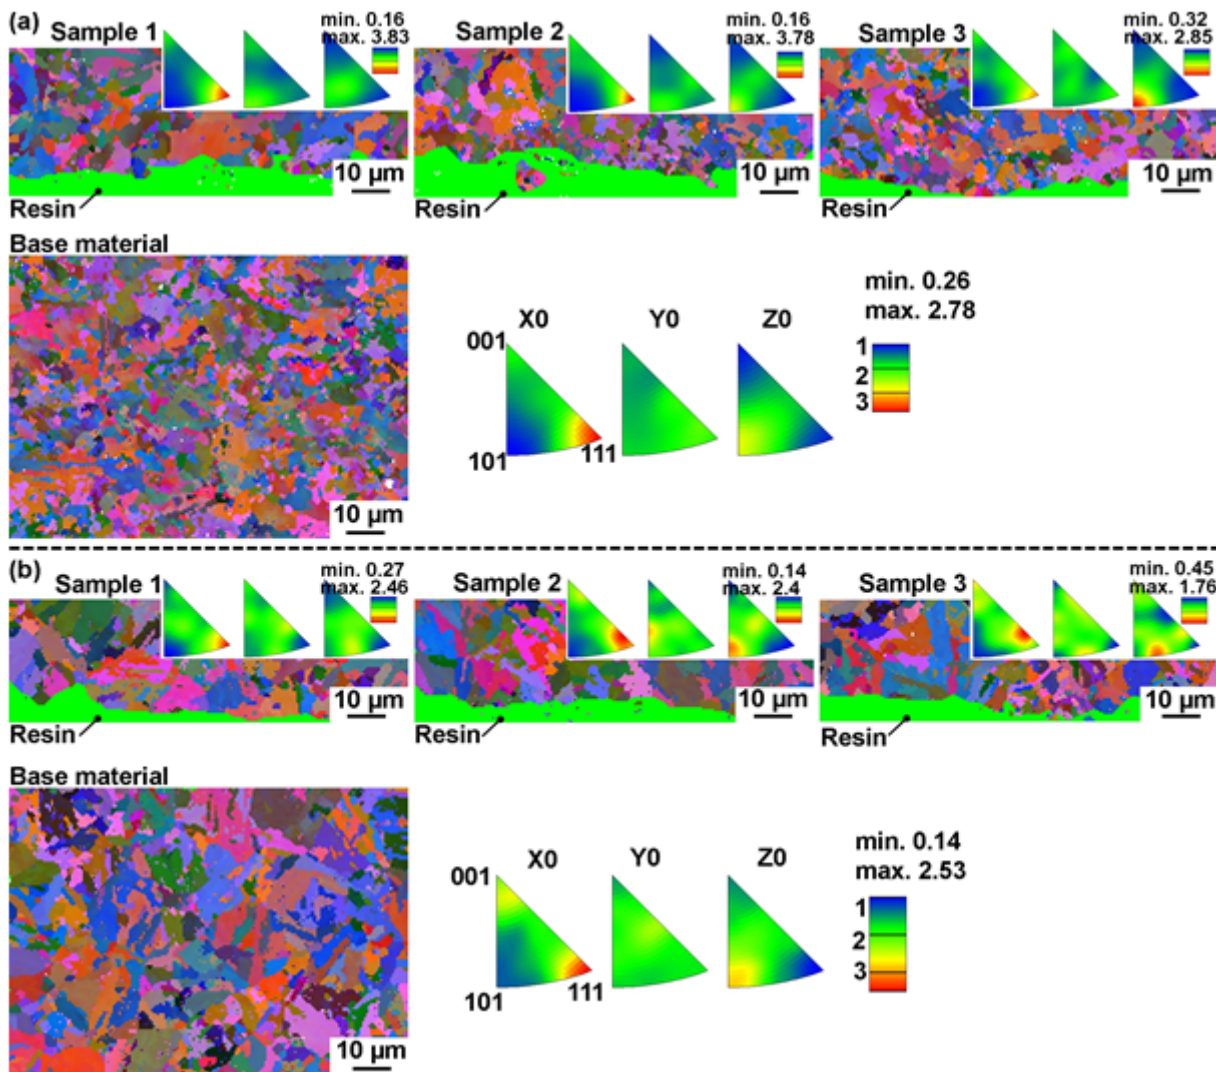 (a)
Sample 1
min. 0.16
max. 3.83
Sample 2
min. 0.16
max. 3.78
Sample 3
min. 0.32
max. 2.85
10 µm
10 µm
10 µm
Resin
Resin
Resin
Base material
10 µm
X0
Y0
Z0
001
101
111
min. 0.26
max. 2.78
1
2
3
(b)
Sample 1
min. 0.27
max. 2.46
Sample 2
min. 0.14
max. 2.4
Sample 3
min. 0.45
max. 1.76
10 µm
10 µm
10 µm
Resin
Resin
Resin
Base material
10 µm
X0
Y0
Z0
001
101
111
min. 0.14
max. 2.53
1
2
3